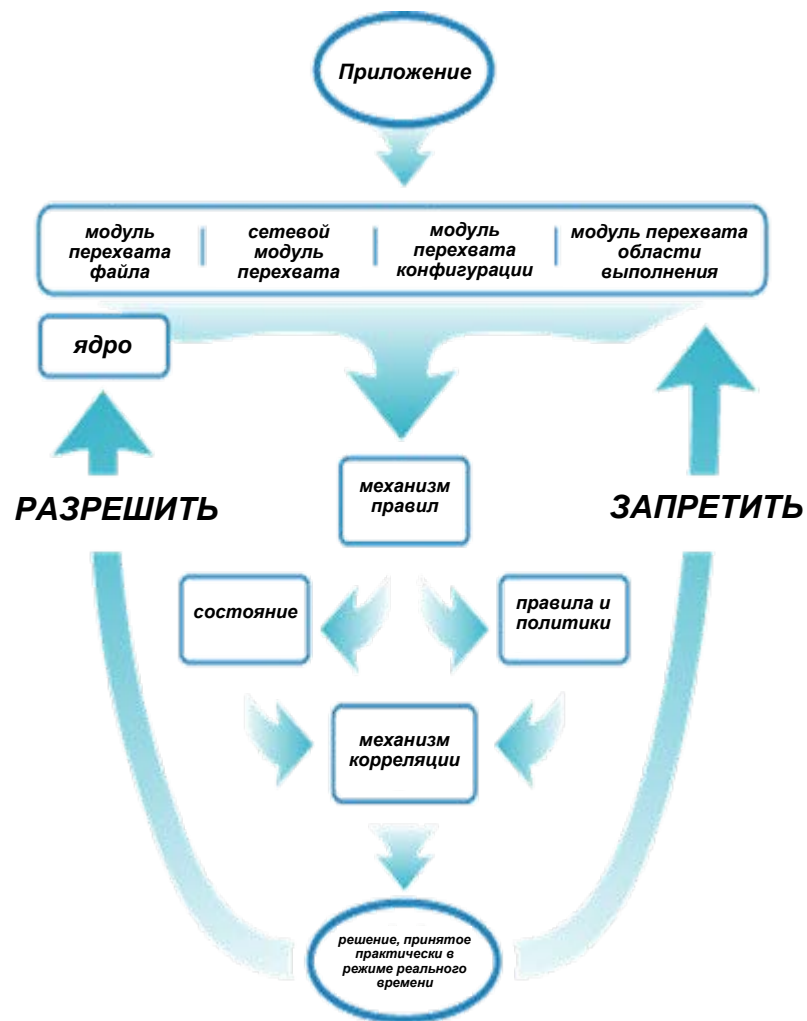 Приложение
модуль
перехвата
файла
сетевой
модуль
перехвата
модуль
перехвата
конфигурации
модуль перехвата
области
выполнения
ядро
РАЗРЕШИТЬ
механизм
правил
ЗАПРЕТИТЬ
состояние
правила и
политики
механизм
корреляции
решение, принятое
практически в
режиме реального
времени